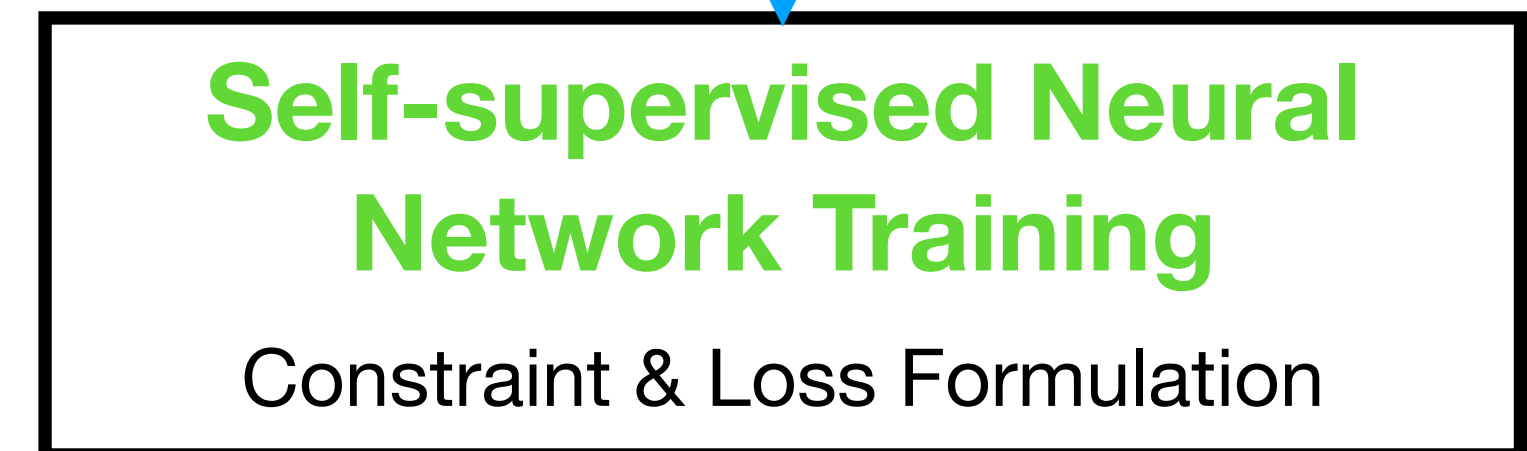 Self-supervised Neural
Network Training
Constraint & Loss Formulation